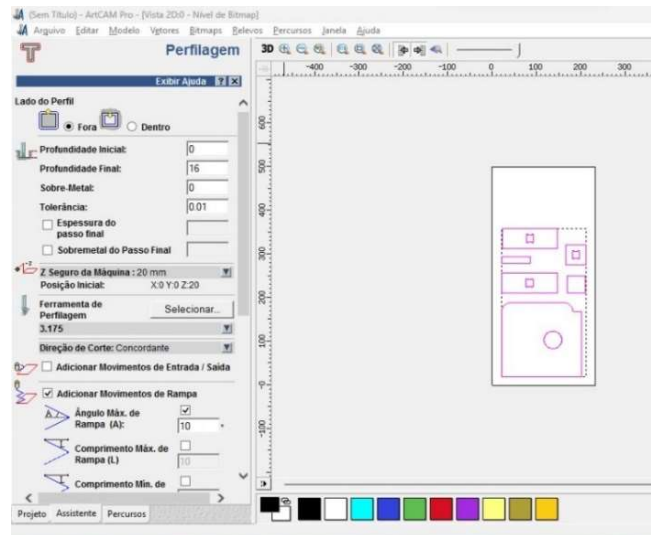 (Sem Título) - ArtCAM Pro - [Vista 2D:0 - Nível de Bitmap]
Arquivo Editar Modelo Vetores Bitmaps Relevos Percursos Janela Ajuda
Perfilagem
3D
Exibir Ajuda ? X
-400 -300 -200 -100 0 100 200 300
Lado do Perfil
Fora Dentro
Profundidade Inicial: 0
Profundidade Final: 16
Sobre-Metal: 0
Tolerância: 0.01
Espessura do
passo final
Sobremetal do Passo Final
Z Seguro da Máquina : 20 mm
Posição Inicial: X:0 Y:0 Z:20
Ferramenta de
Perfilagem
Selecionar...
3.175
Direção de Corte: Concordante
Adicionar Movimentos de Entrada / Saída
Adicionar Movimentos de Rampa
Ângulo Máx. de
Rampa (A): 10
Comprimento Máx. de
Rampa (L) 10
Comprimento Mín. de
600
500
400
300
200
100
0
-100
Projeto Assistente Percursos